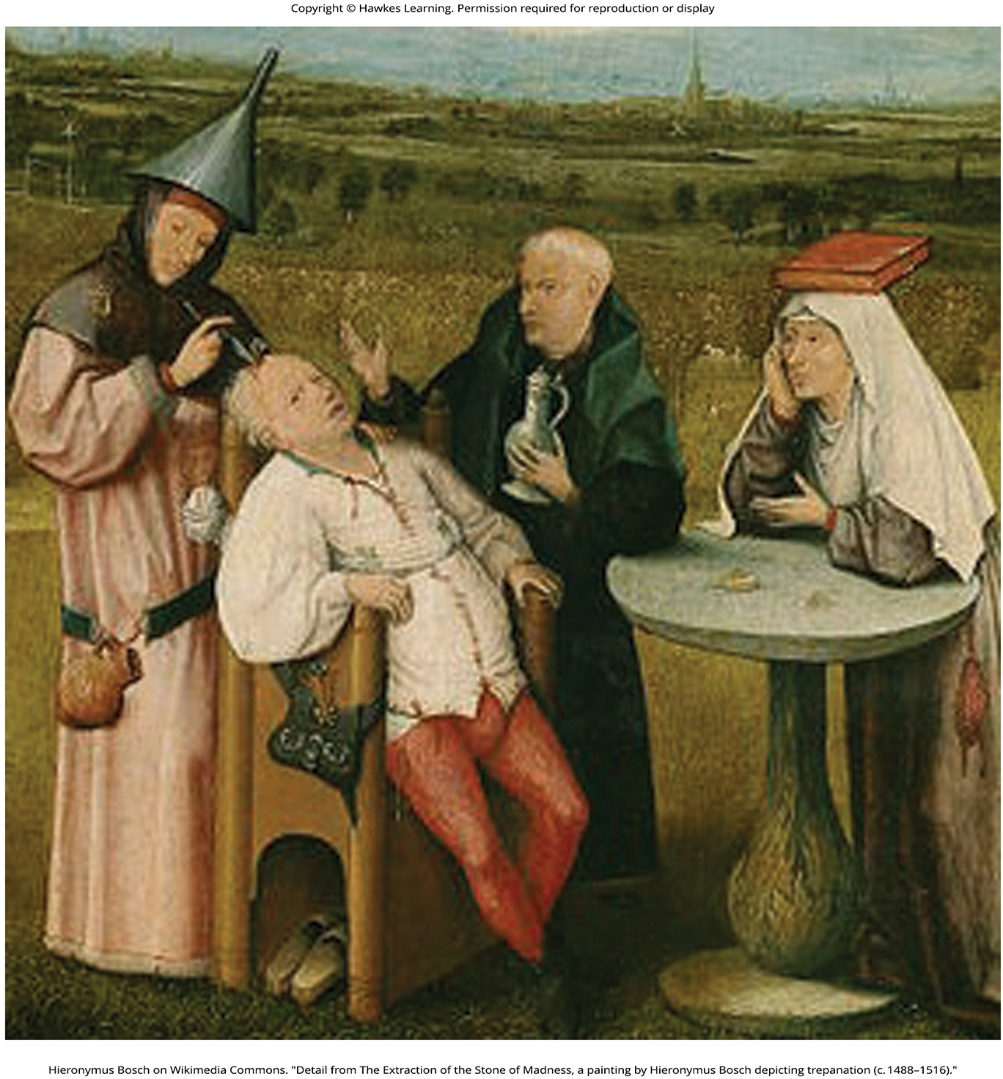 Copyright © Hawkes Learning. Permission required for reproduction or display
Hieronymus Bosch on Wikimedia Commons. "Detail from The Extraction of the Stone of Madness, a painting by Hieronymus Bosch depicting trepanation (c. 1488–1516)."